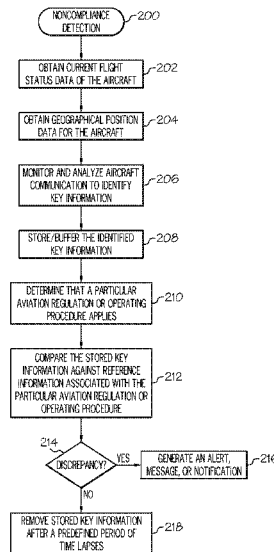 NONCOMPLIANCE
DETECTION
200
OBTAIN CURRENT FLIGHT
STATUS DATA OF THE AIRCRAFT
202
OBTAIN GEOGRAPHICAL POSITION
DATA FOR THE AIRCRAFT
204
MONITOR AND ANALYZE AIRCRAFT
COMMUNICATION TO IDENTIFY
KEY INFORMATION
206
STORE/BUFFER THE IDENTIFIED
KEY INFORMATION
208
DETERMINE THAT A PARTICULAR
AVIATION REGULATION OR OPERATING
PROCEDURE APPLIES
210
COMPARE THE STORED KEY
INFORMATION AGAINST REFERENCE
INFORMATION ASSOCIATED WITH THE
PARTICULAR AVIATION REGULATION
OR OPERATING PROCEDURE
212
214
DISCREPANCY?
YES
GENERATE AN ALERT,
MESSAGE, OR NOTIFICATION
216
NO
REMOVE STORED KEY INFORMATION
AFTER A PREDEFINED PERIOD OF
TIME LAPSES
218